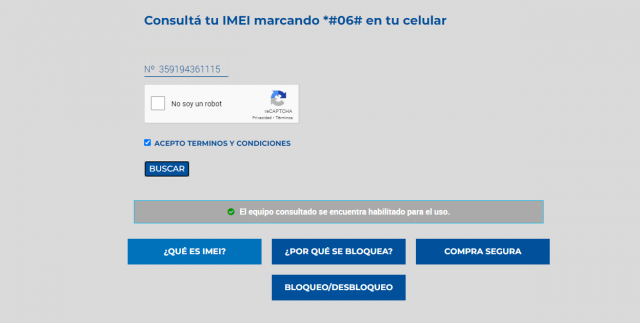 Consultá tu IMEI marcando *#06# en tu celular
Nº 359194361115
No soy un robot
reCAPTCHA
Privacidad • Términos
ACEPTO TERMINOS Y CONDICIONES
BUSCAR
El equipo consultado se encuentra habilitado para el uso.
¿QUÉ ES IMEI?
¿POR QUÉ SE BLOQUEA?
COMPRA SEGURA
BLOQUEO/DESBLOQUEO